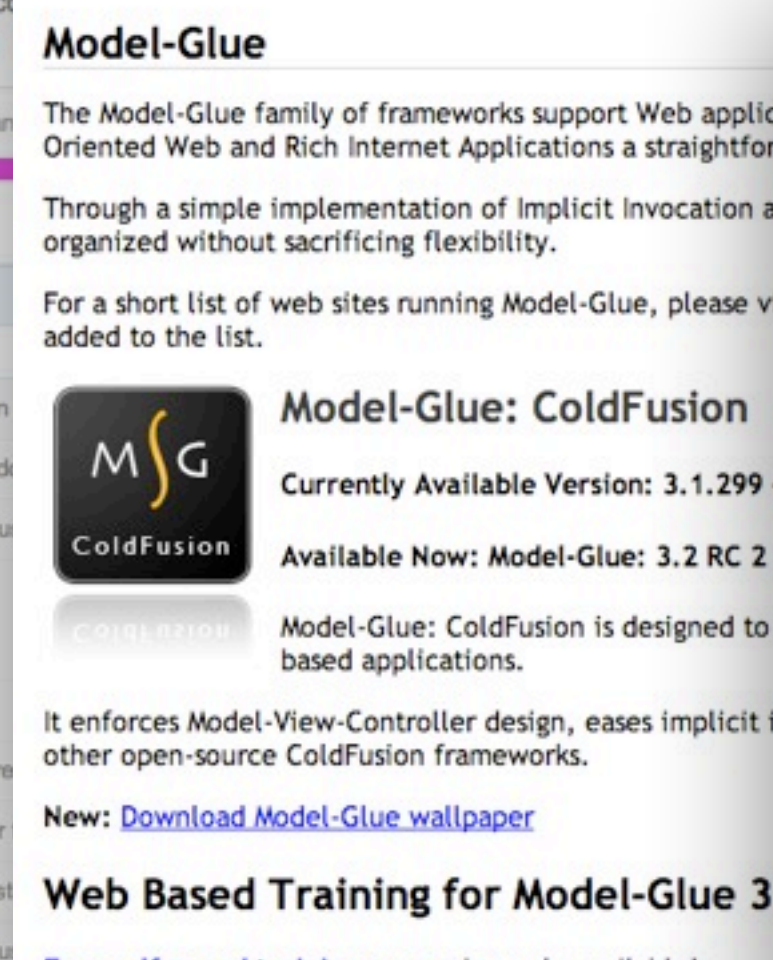 Model-Glue
The Model-Glue family of frameworks support Web applic
Oriented Web and Rich Internet Applications a straightfor
Through a simple implementation of Implicit Invocation a
organized without sacrificing flexibility.
For a short list of web sites running Model-Glue, please v
added to the list.
MSG
ColdFusion
Model-Glue: ColdFusion
Currently Available Version: 3.1.299
Available Now: Model-Glue: 3.2 RC 2
Model-Glue: ColdFusion is designed to
based applications.
It enforces Model-View-Controller design, eases implicit i
other open-source ColdFusion frameworks.
New: Download Model-Glue wallpaper
Web Based Training for Model-Glue 3